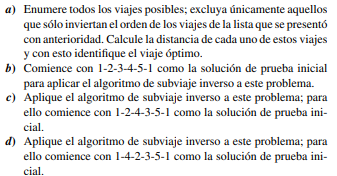 a) Enumere todos los viajes posibles; excluya únicamente aquellos
que sólo inviertan el orden de los viajes de la lista que se presentó
con anterioridad. Calcule la distancia de cada uno de estos viajes
y con esto identifique el viaje óptimo.
b) Comience con 1-2-3-4-5-1 como la solución de prueba inicial
para aplicar el algoritmo de subviaje inverso a este problema.
c) Aplique el algoritmo de subviaje inverso a este problema; para
ello comience con 1-2-4-3-5-1 como la solución de prueba ini-
cial.
d) Aplique el algoritmo de subviaje inverso a este problema; para
ello comience con 1-4-2-3-5-1 como la solución de prueba ini-
cial.